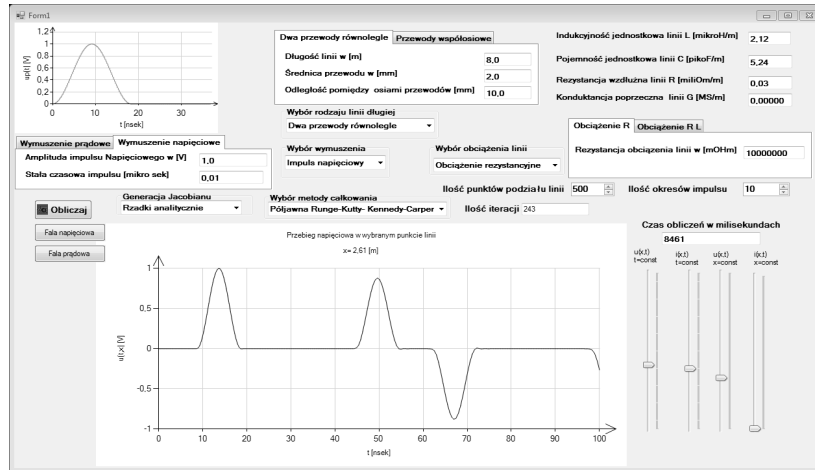 Form1
1,2
1
0,8
0,6
0,4
0,2
0
up(t) [V]
0 10 20 30
t [nsek]
Dwa przewody równolegle Przewody współosiowe
Długość linii w [m] 8,0
Średnica przewodu w [mm] 2,0
Odległość pomiędzy osiami przewodów [mm] 10,0
Indukcyjność jednostkowa linii L [mikroH/m] 2,12
Pojemność jednostkowa linii C [pikoF/m] 5,24
Rezystancja wzdłużna linii R [miliOm/m] 0,03
Konduktancja poprzeczna linii G [MS/m] 0,00000
Wybór rodzaju linii długiej
Dwa przewody równolegle
Wymuszenie prądowe Wymuszenie napięciowe
Amplituda impulsu Napięciowego w [V] 1,0
Stała czasowa impulsu [mikro sek] 0,01
Wybór wymuszenia
Impuls napięciowy
Wybór obciążenia linii
Obciążenie rezystancyjne
Obciążenie R Obciążenie R L
Rezystancja obciązenia linii w [mOHm] 10000000
Ilość punktów podziału linii 500
Ilość okresów impulsu 10
Obliczaj
Generacja Jacobianu
Rzadki analitycznie
Wybór metody całkowania
Półjawna Runge-Kutty- Kennedy-Carper
Ilość iteracji 243
Fala napięciowa
Fala prądowa
Czas obliczeń w milisekundach
8461
u(x,t) t=const
i(x,t) t=const
u(x,t) x=const
i(x,t) x=const
Przebieg napięciowa w wybranym punkcie linii
x= 2,61 [m]
1
0,5
0
-0.5
-1
u(t,x) [V]
0 10 20 30 40 50 60 70 80 90 100
t [nsek]